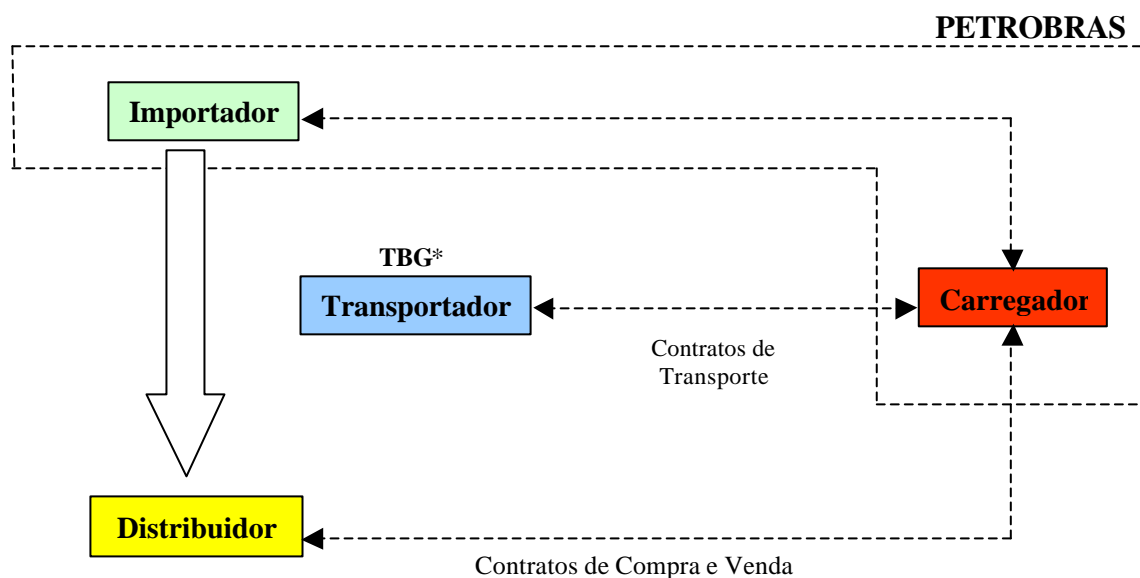 PETROBRAS
Importador
TBG*
Transportador
Carregador
Contratos de
Transporte
Distribuidor
Contratos de Compra e Venda